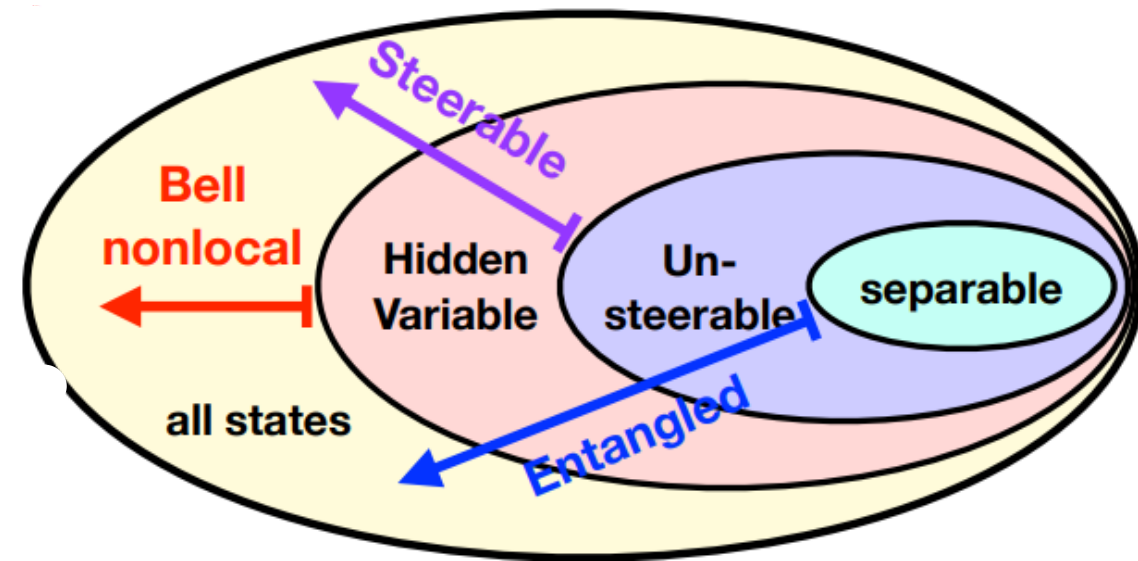 Steerable
Bell
nonlocal
Hidden
Variable
Un-
steerable
separable
all states
Entangled